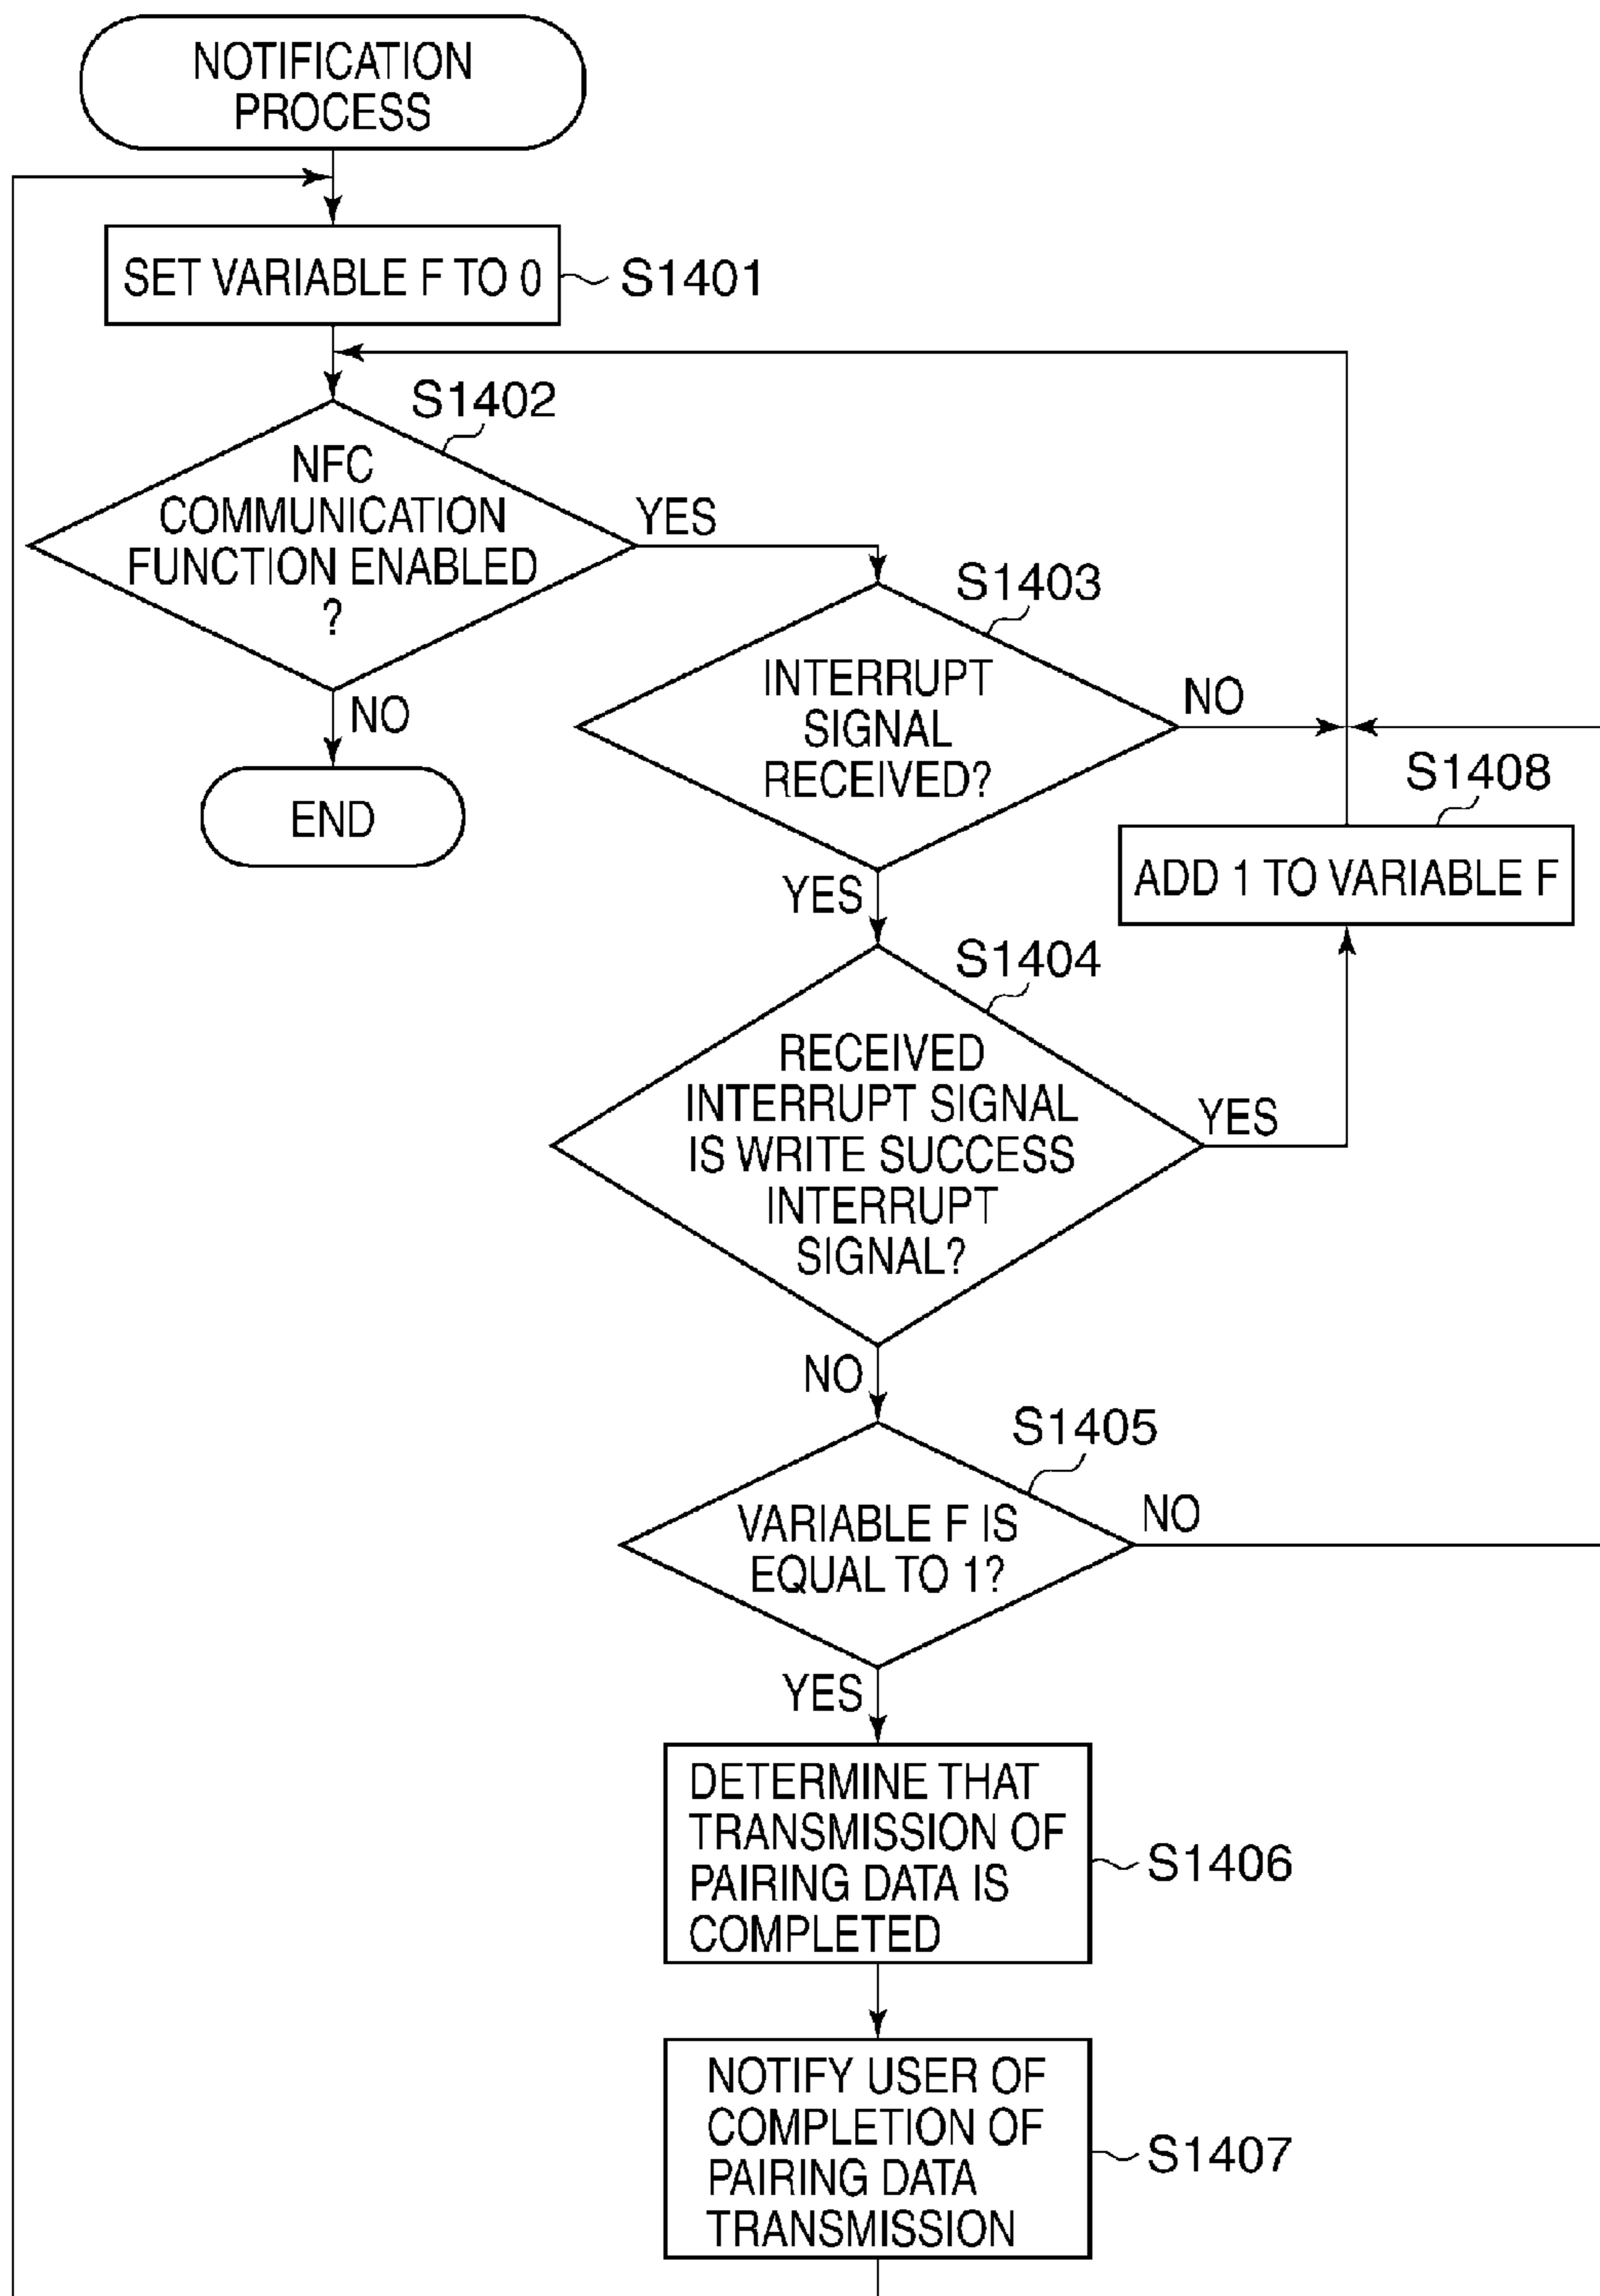 NOTIFICATION
PROCESS
SET VARIABLE F TO 0
S1401
S1402
NFC
COMMUNICATION
FUNCTION ENABLED
?
YES
NO
END
S1403
INTERRUPT
SIGNAL
RECEIVED?
NO
YES
S1408
ADD 1 TO VARIABLE F
S1404
RECEIVED
INTERRUPT SIGNAL
IS WRITE SUCCESS
INTERRUPT
SIGNAL?
YES
NO
S1405
VARIABLE F IS
EQUAL TO 1?
NO
YES
DETERMINE THAT
TRANSMISSION OF
PAIRING DATA IS
COMPLETED
S1406
NOTIFY USER OF
COMPLETION OF
PAIRING DATA
TRANSMISSION
S1407